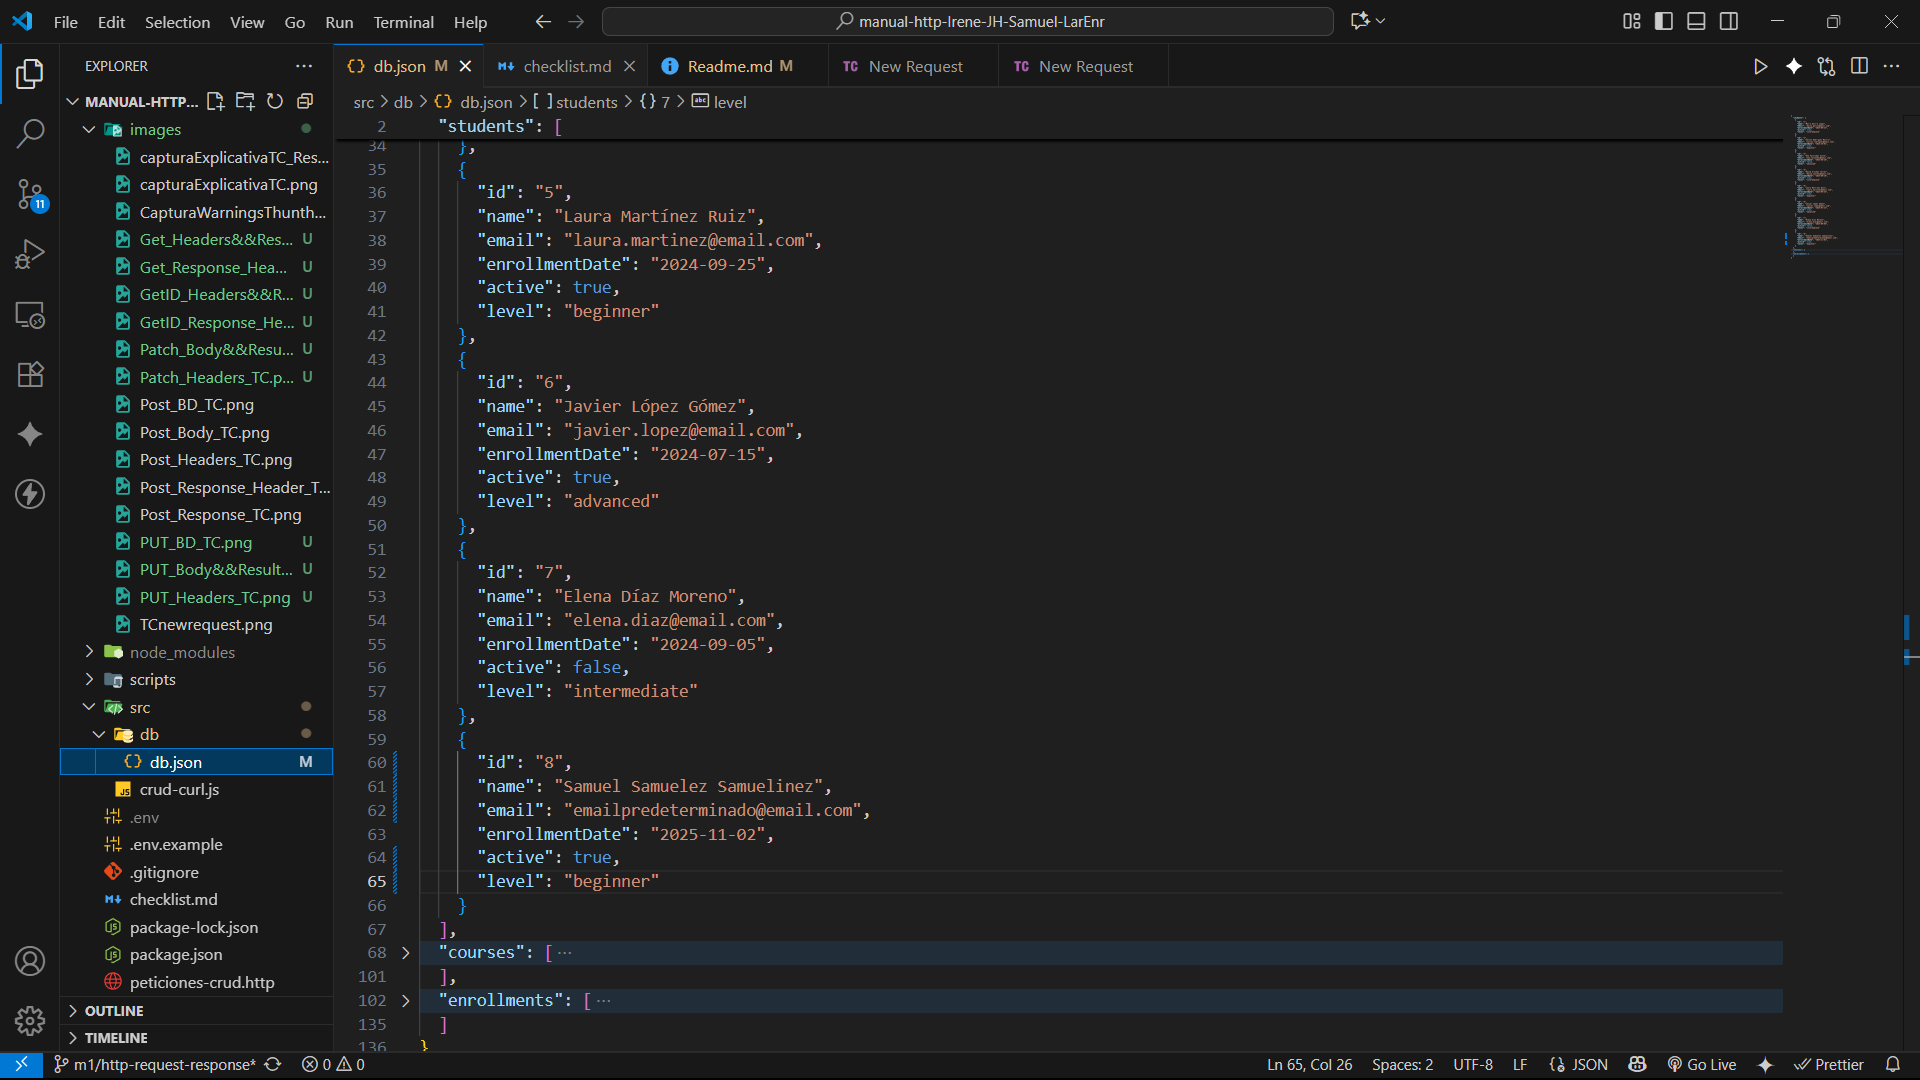 File Edit Selection View Go Run Terminal Help
manual-http-Irene-JH-Samuel-LarEnr
EXPLORER
MANUAL-HTTP...
images
capturaExplicativaTC_Res...
capturaExplicativaTC.png
CapturaWarningsThunth...
Get_Headers&&Res... U
Get_Response_Hea... U
GetID_Headers&&R... U
GetID_Response_He... U
Patch_Body&&Resu... U
Patch_Headers_TC.p... U
Post_BD_TC.png
Post_Body_TC.png
Post_Headers_TC.png
Post_Response_Header_T...
Post_Response_TC.png
PUT_BD_TC.png U
PUT_Body&&Result... U
PUT_Headers_TC.png U
TCnewrequest.png
node_modules
scripts
src
db
db.json M
crud-curl.js
.env
.env.example
.gitignore
checklist.md
package-lock.json
package.json
peticiones-crud.http
OUTLINE
TIMELINE
11
db.json M
checklist.md
Readme.md M
TC New Request
TC New Request
src > db > {} db.json > [ ] students > {} 7 > abc level
2 "students": [
34 },
35 {
36 "id": "5",
37 "name": "Laura Martínez Ruiz",
38 "email": "laura.martinez@email.com",
39 "enrollmentDate": "2024-09-25",
40 "active": true,
41 "level": "beginner"
42 },
43 {
44 "id": "6",
45 "name": "Javier López Gómez",
46 "email": "javier.lopez@email.com",
47 "enrollmentDate": "2024-07-15",
48 "active": true,
49 "level": "advanced"
50 },
51 {
52 "id": "7",
53 "name": "Elena Díaz Moreno",
54 "email": "elena.diaz@email.com",
55 "enrollmentDate": "2024-09-05",
56 "active": false,
57 "level": "intermediate"
58 },
59 {
60 "id": "8",
61 "name": "Samuel Samuelez Samuelinez",
62 "email": "emailpredeterminado@email.com",
63 "enrollmentDate": "2025-11-02",
64 "active": true,
65 "level": "beginner"
66 }
67 ],
68 "courses": [ ...
101 ],
102 "enrollments": [ ...
135 ]
136 }
m1/http-request-response* 0 0
Ln 65, Col 26 Spaces: 2 UTF-8 LF {} JSON Go Live Prettier